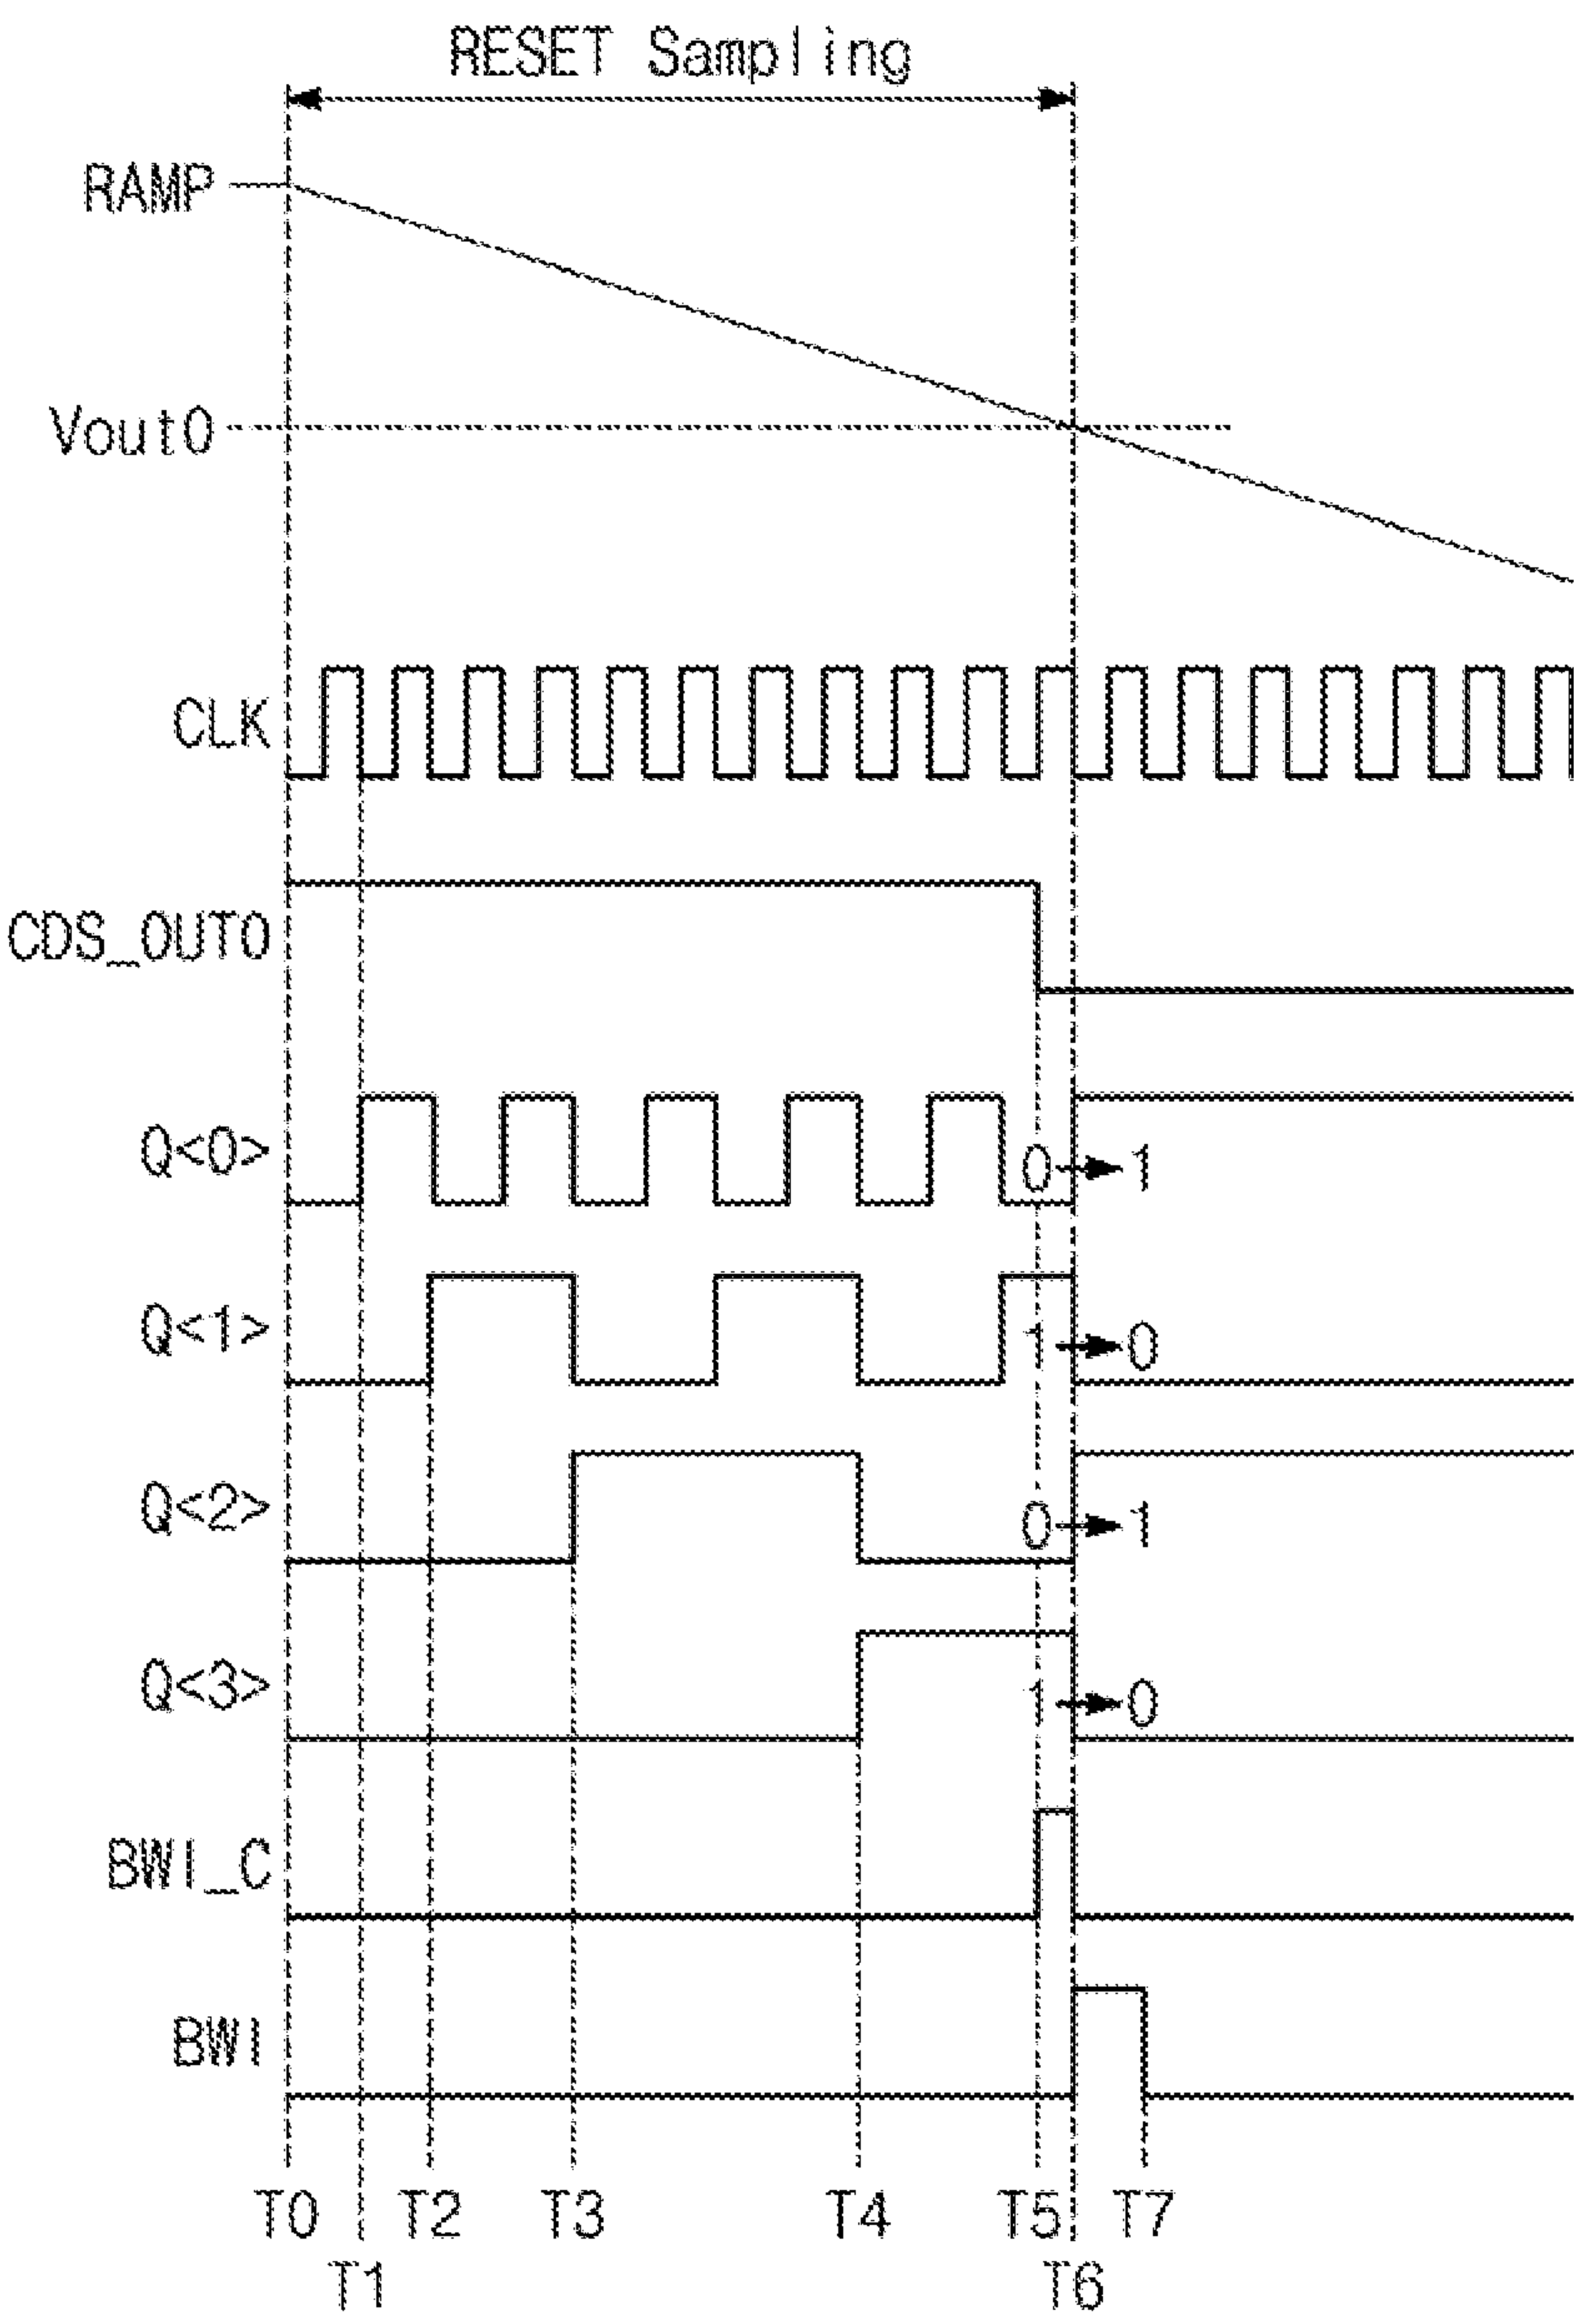 RESET Sampling
RAMP
Vout0
CLK
CDS_OUT0
Q<0>
0 1
Q<1>
1 0
Q<2>
0 1
Q<3>
1 0
BWI_C
BWI
T0 T2 T3 T4 T5 T7
T1 T6